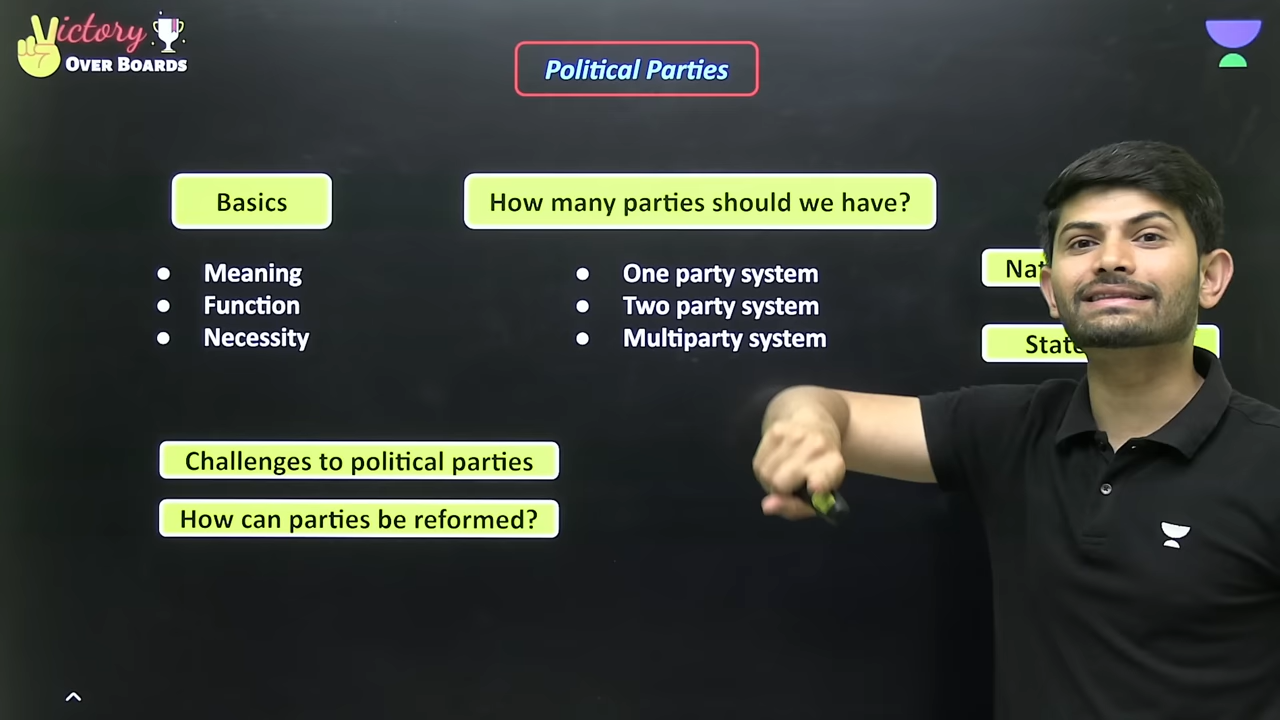 Victory
OVER BOARDS
Political Parties
Basics
How many parties should we have?
● Meaning
● Function
● Necessity
● One party system
● Two party system
● Multiparty system
State
Challenges to political parties
How can parties be reformed?